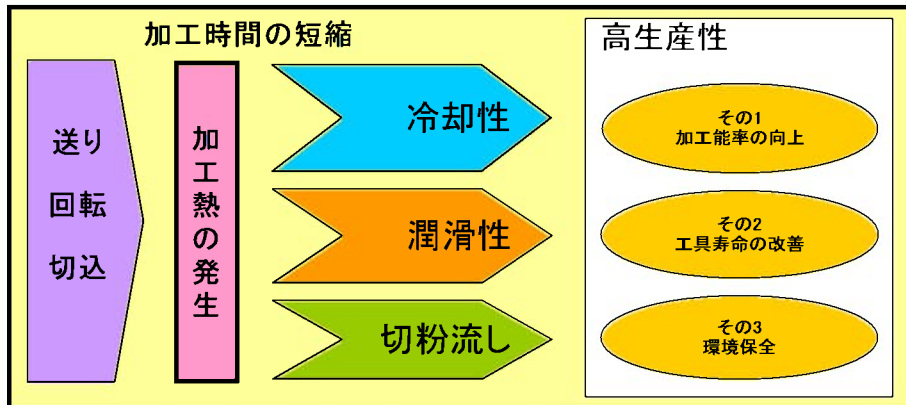 加工時間の短縮
送り
回転
切込
加工熱の発生
冷却性
潤滑性
切粉流し
高生産性
その1
加工能率の向上
その2
工具寿命の改善
その3
環境保全